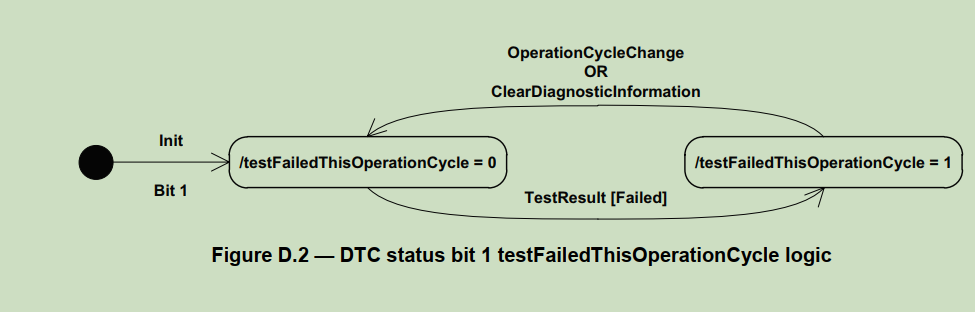 OperationCycleChange
OR
ClearDiagnosticInformation
Init
/testFailedThisOperationCycle = 0
/testFailedThisOperationCycle = 1
Bit 1
TestResult [Failed]
Figure D.2 — DTC status bit 1 testFailedThisOperationCycle logic